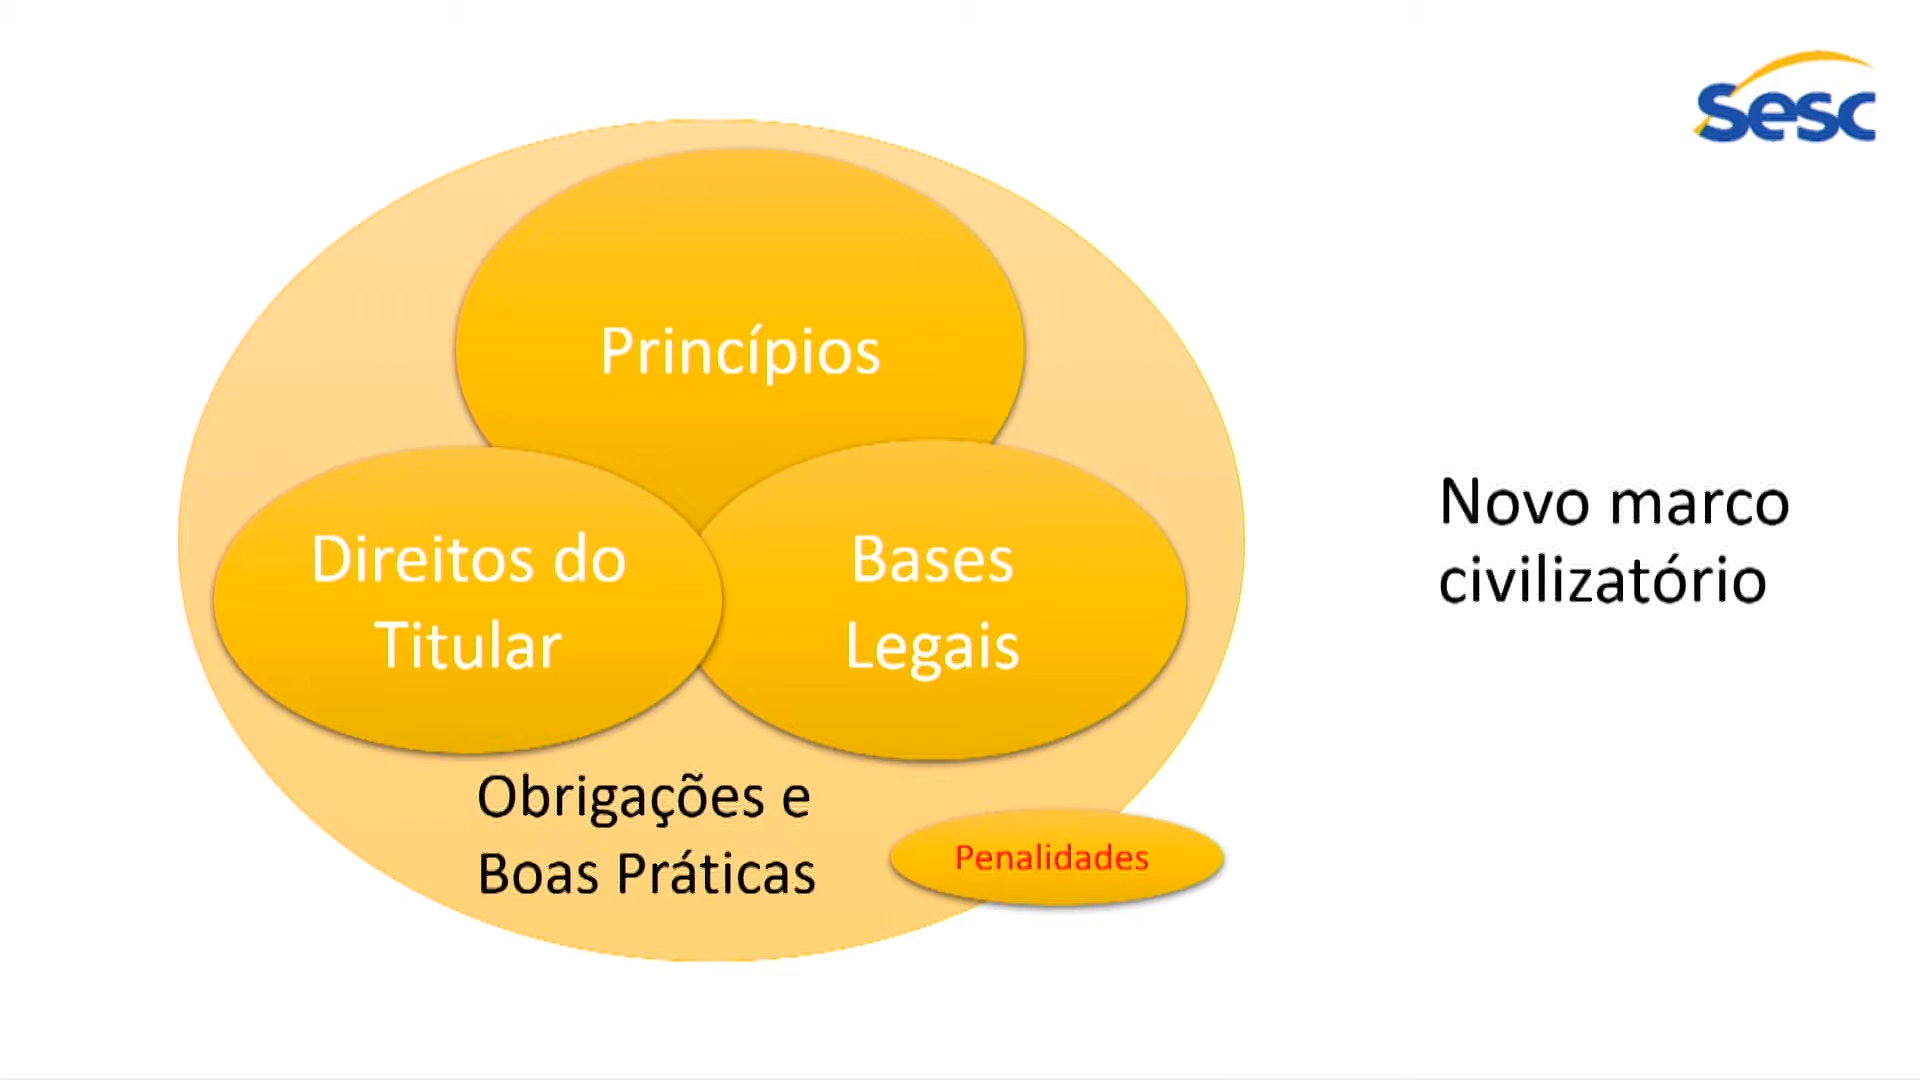 Sesc
Princípios
Direitos do
Titular
Bases
Legais
Obrigações e
Boas Práticas
Penalidades
Novo marco
civilizatório